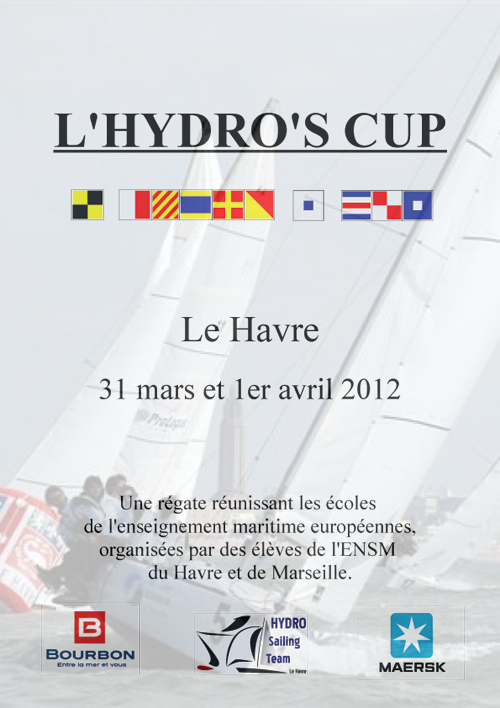 L'HYDRO'S CUP
Le Havre
31 mars et 1er avril 2012
Une régate réunissant les écoles
de l'enseignement maritime européennes,
organisées par des élèves de l'ENSM
du Havre et de Marseille.
B
BOURBON
Entre la mer et vous
HYDRO
Sailing
Team
Le Havre
MAERSK